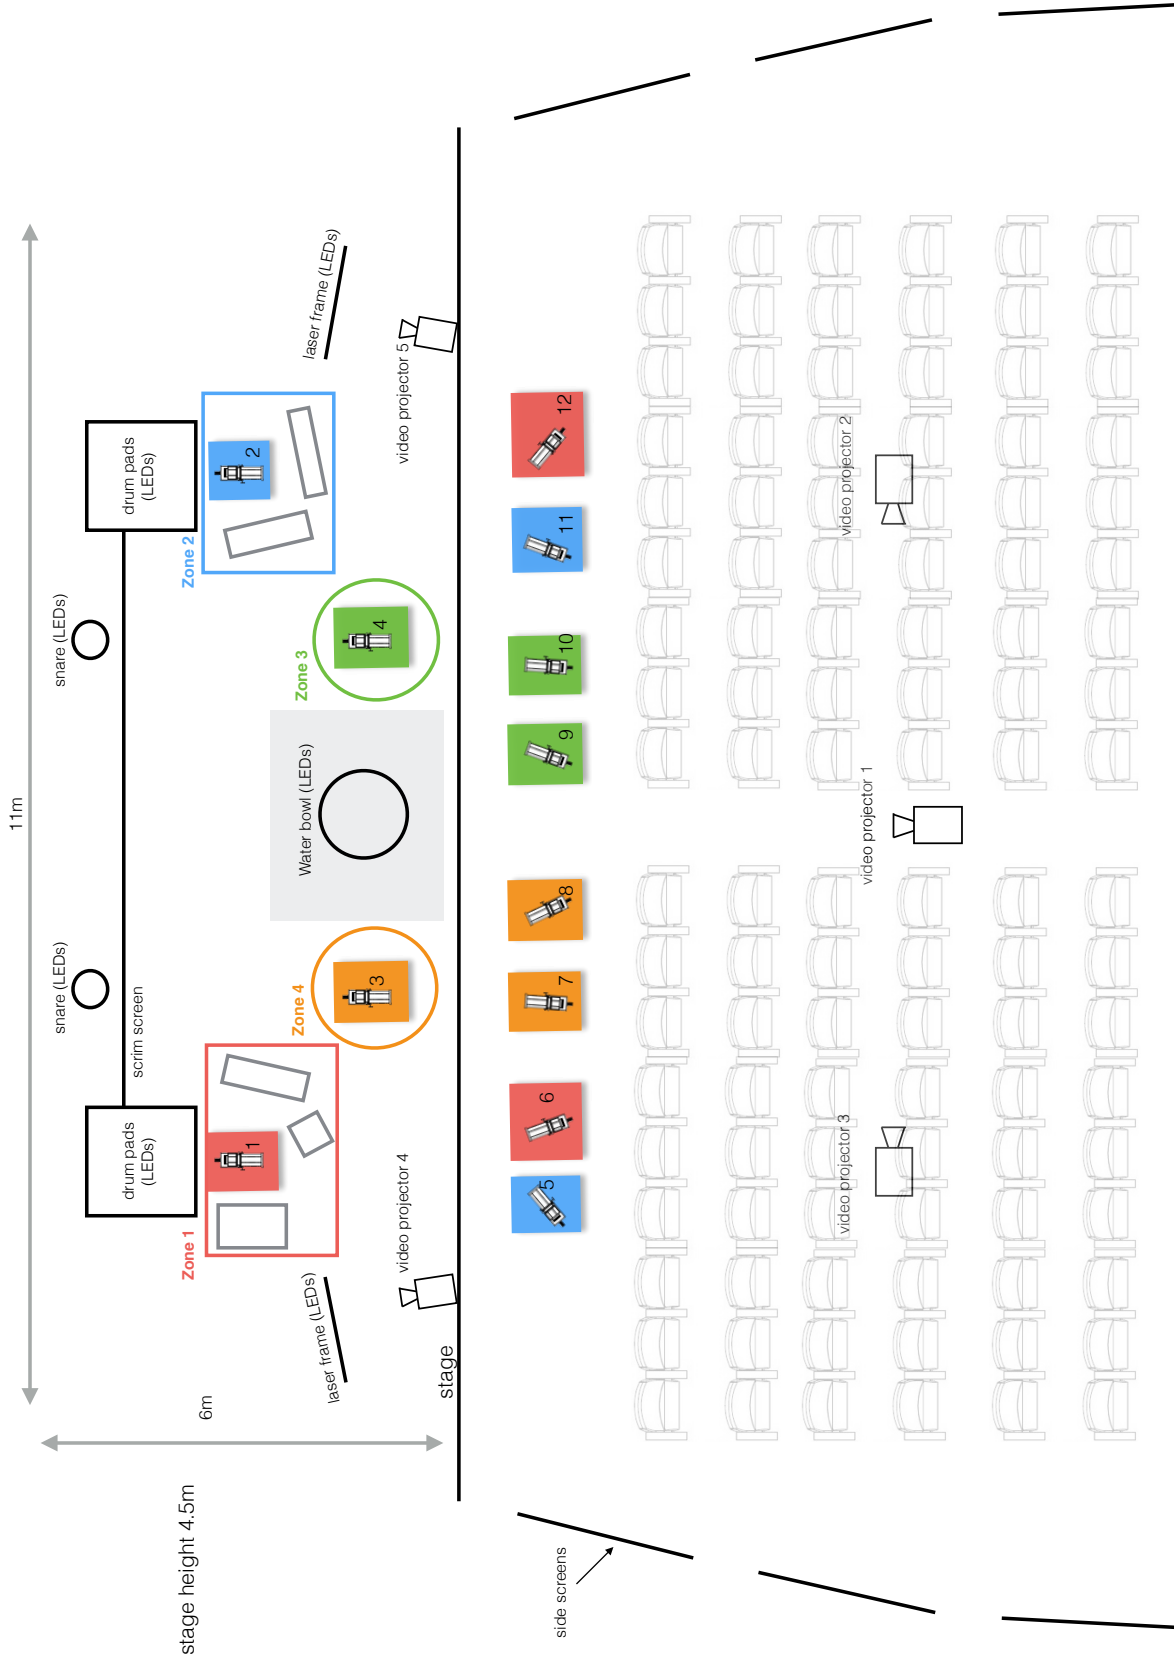 11m
snare (LEDs)
snare (LEDs)
scrim screen
drum pads
(LEDs)
drum pads
(LEDs)
Zone 1
1
Zone 2
2
Zone 4
3
Water bowl (LEDs)
Zone 3
4
laser frame (LEDs)
laser frame (LEDs)
video projector 4
video projector 5
6m
stage height 4.5m
stage
5
6
7
8
9
10
11
12
side screens
video projector 3
video projector 1
video projector 2